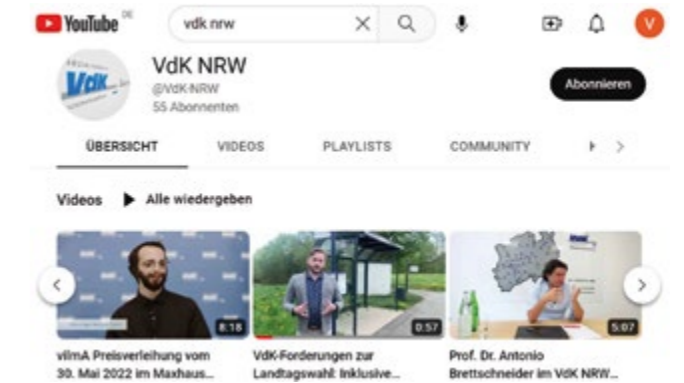 YouTube DE
vdk nrw
V
VdK
VdK NRW
@VdK-NRW
55 Abonnenten
Abonnieren
ÜBERSICHT VIDEOS PLAYLISTS COMMUNITY
Videos Alle wiedergeben
8:18
0:57
5:07
vilmA Preisverleihung vom
30. Mai 2022 im Maxhaus...
VdK-Forderungen zur
Landtagswahl: Inklusive...
Prof. Dr. Antonio
Brettschneider im VdK NRW...